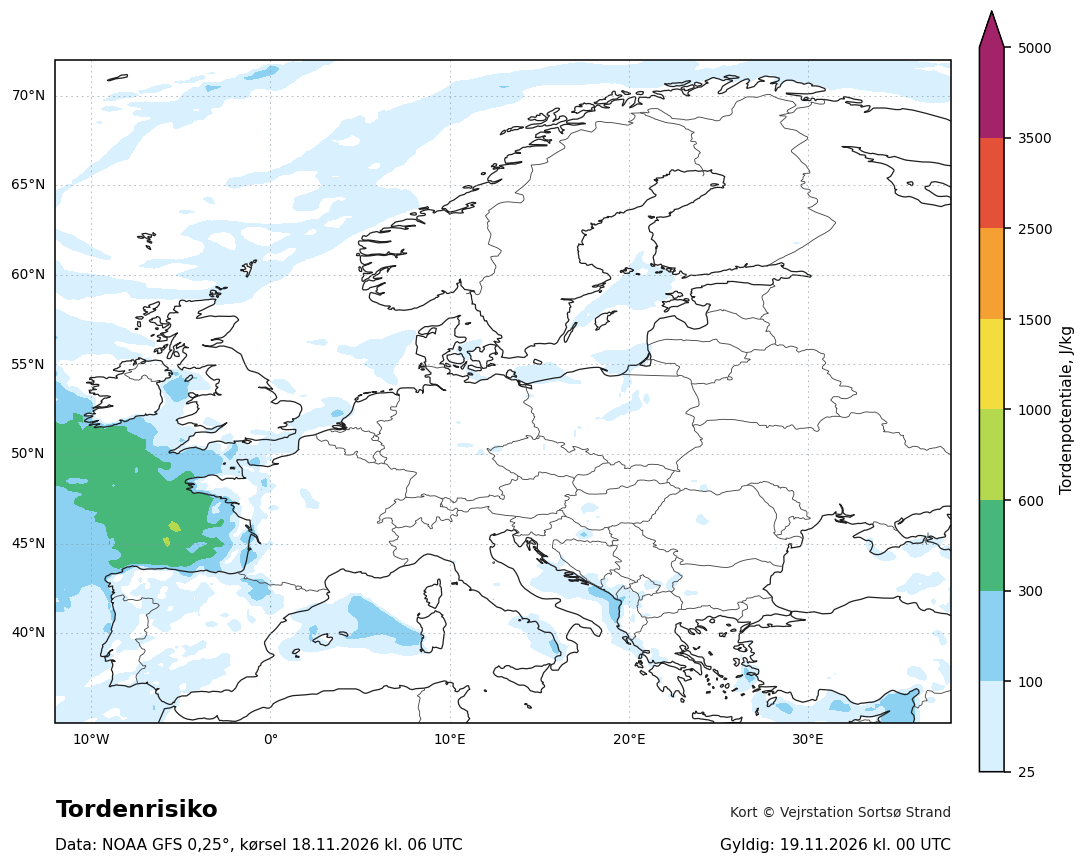 5000
3500
2500
1500
1000
600
300
100
25
Tordenpotentiale, J/kg
70°N
65°N
60°N
55°N
50°N
45°N
40°N
10°W
0°
10°E
20°E
30°E
Tordenrisiko
Kort © Vejrstation Sortsø Strand
Data: NOAA GFS 0,25°, kørsel 18.11.2026 kl. 06 UTC
Gyldig: 19.11.2026 kl. 00 UTC